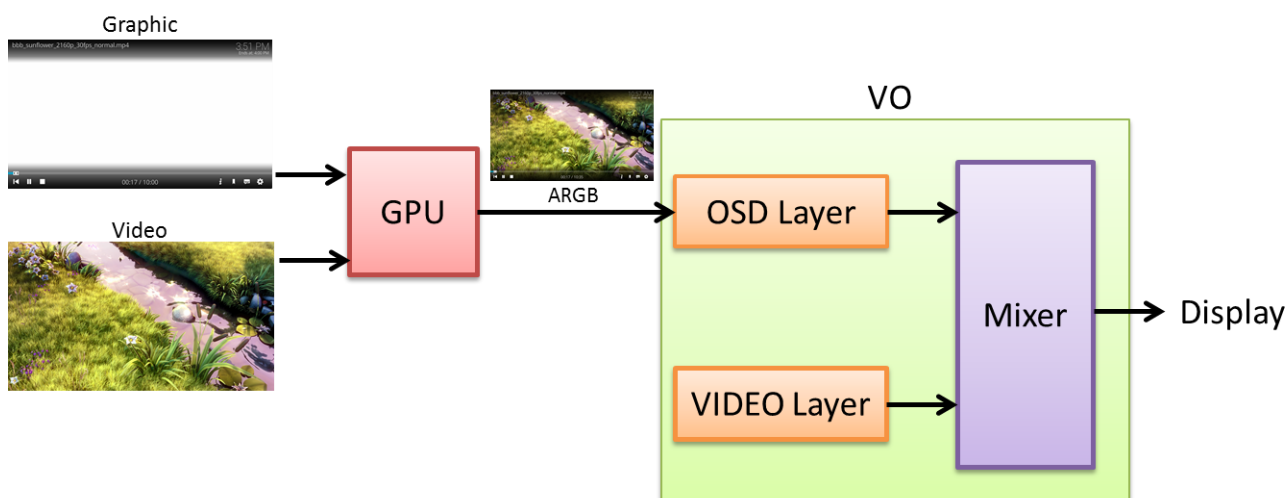 Graphic
bbb_sunflower_2160p_30fps_normal.mp4
3:51 PM
00:17 / 10:00
Video
GPU
ARGB
VO
OSD Layer
VIDEO Layer
Mixer
Display